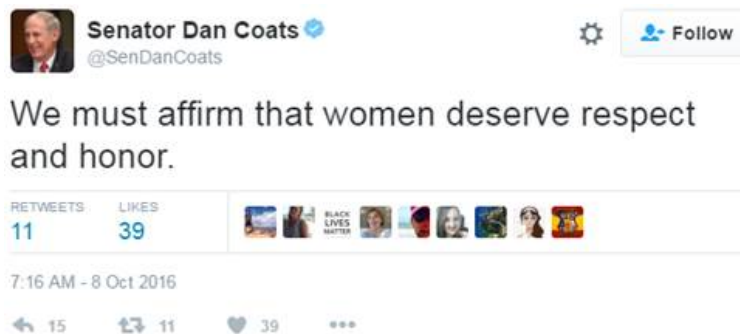 Senator Dan Coats
@SenDanCoats
Follow
We must affirm that women deserve respect
and honor.
RETWEETS LIKES
11 39
BLACK
LIVES
MATTER
7:16 AM - 8 Oct 2016
15 11 39